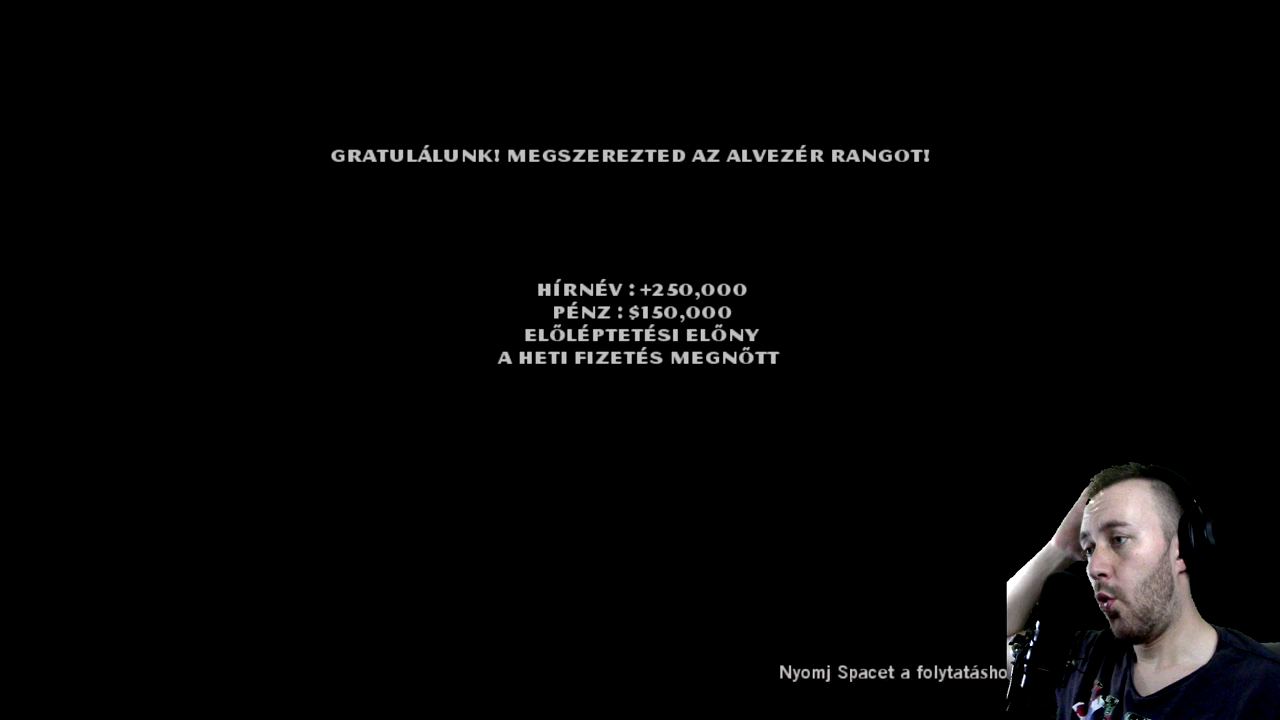 GRATULÁLUNK! MEGSZEREZTED AZ ALVEZÉR RANGOT!
HÍRNÉV : +250,000
PÉNZ : $150,000
ELŐLÉPTETÉSI ELŐNY
A HETI FIZETÉS MEGNŐTT
Nyomj Spacet a folytatásho